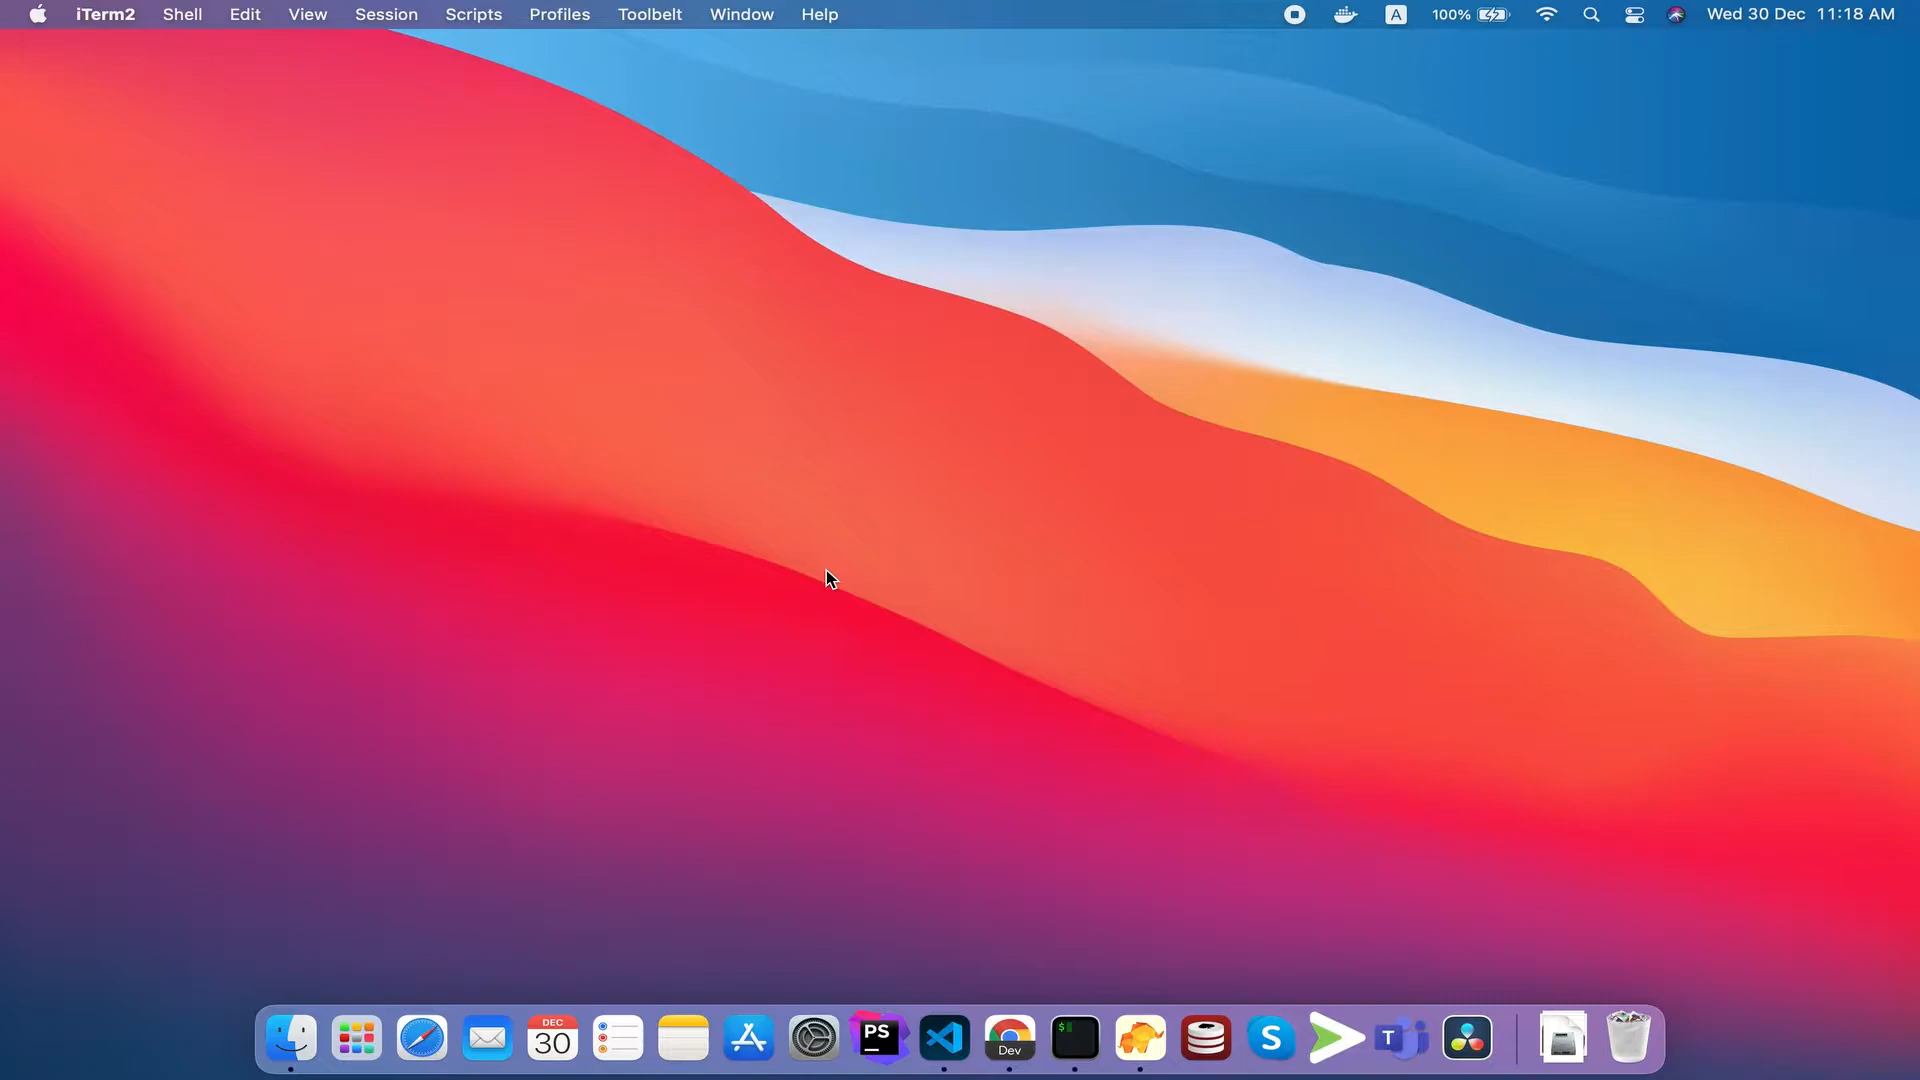 iTerm2 Shell Edit View Session Scripts Profiles Toolbelt Window Help A 100% Wed 30 Dec 11:18 AM
DEC
30
PS
Dev
$
S
T